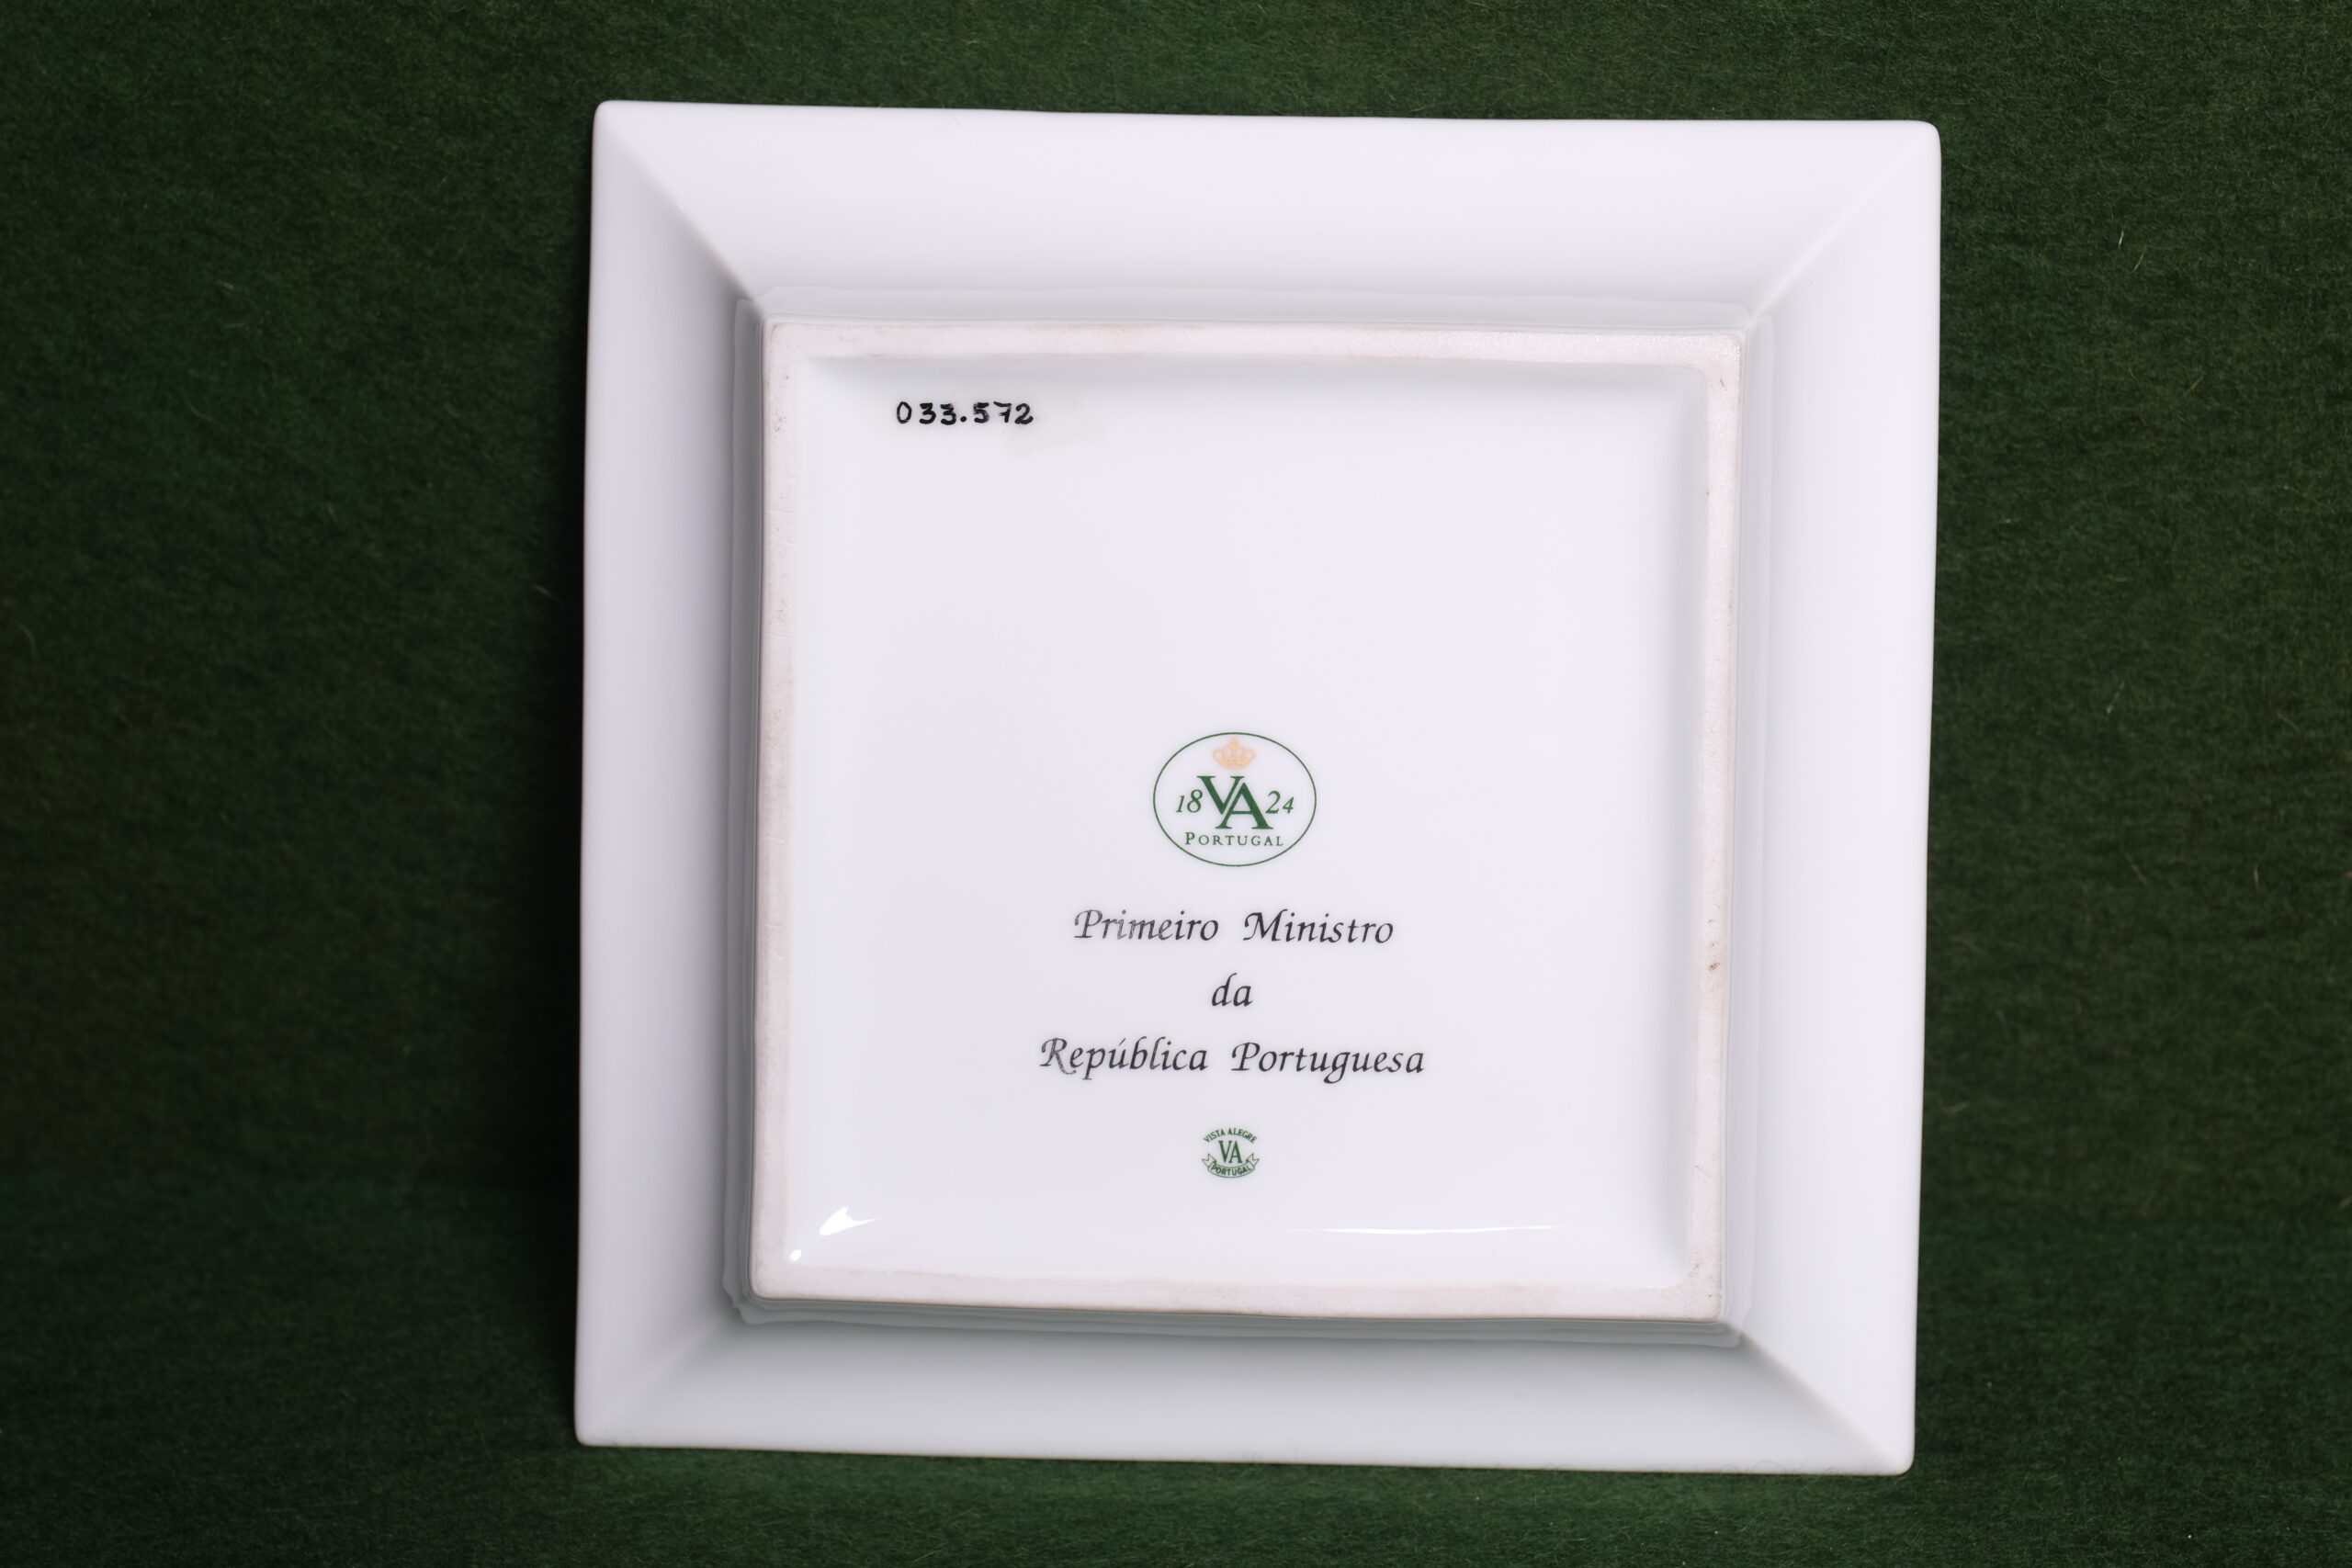 033.572
18 VA 24
PORTUGAL
Primeiro Ministro
da
República Portuguesa
VISTA ALEGRE
VA
PORTUGAL